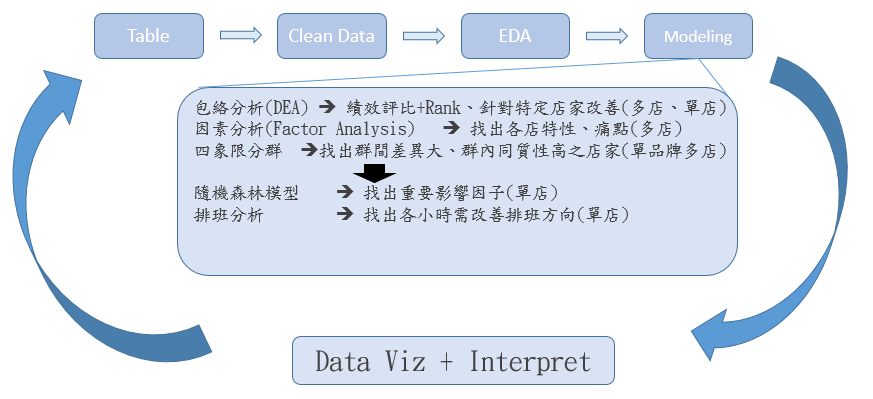 Table
Clean Data
EDA
Modeling
包絡分析(DEA) → 績效評比+Rank、針對特定店家改善(多店、單店)
因素分析(Factor Analysis) → 找出各店特性、痛點(多店)
四象限分群 →找出群間差異大、群內同質性高之店家(單品牌多店)
隨機森林模型 → 找出重要影響因子(單店)
排班分析 → 找出各小時需改善排班方向(單店)
Data Viz + Interpret